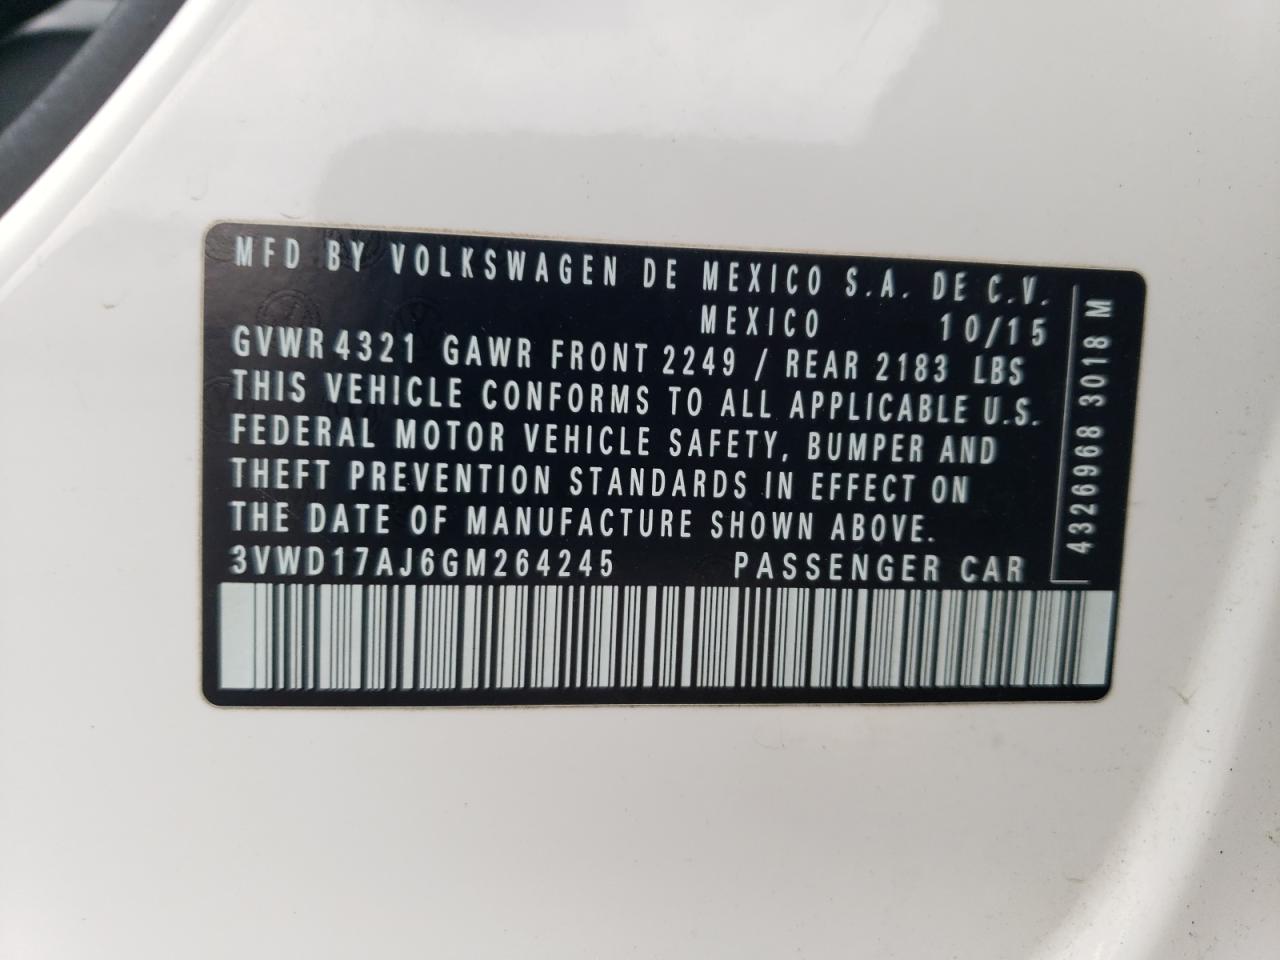 MFD BY VOLKSWAGEN DE MEXICO S.A. DE C.V.
MEXICO 10/15
GVWR 4321 GAWR FRONT 2249 / REAR 2183 LBS
THIS VEHICLE CONFORMS TO ALL APPLICABLE U.S.
FEDERAL MOTOR VEHICLE SAFETY, BUMPER AND
THEFT PREVENTION STANDARDS IN EFFECT ON
THE DATE OF MANUFACTURE SHOWN ABOVE.
3VWD17AJ6GM264245 PASSENGER CAR
4326968 3018 M